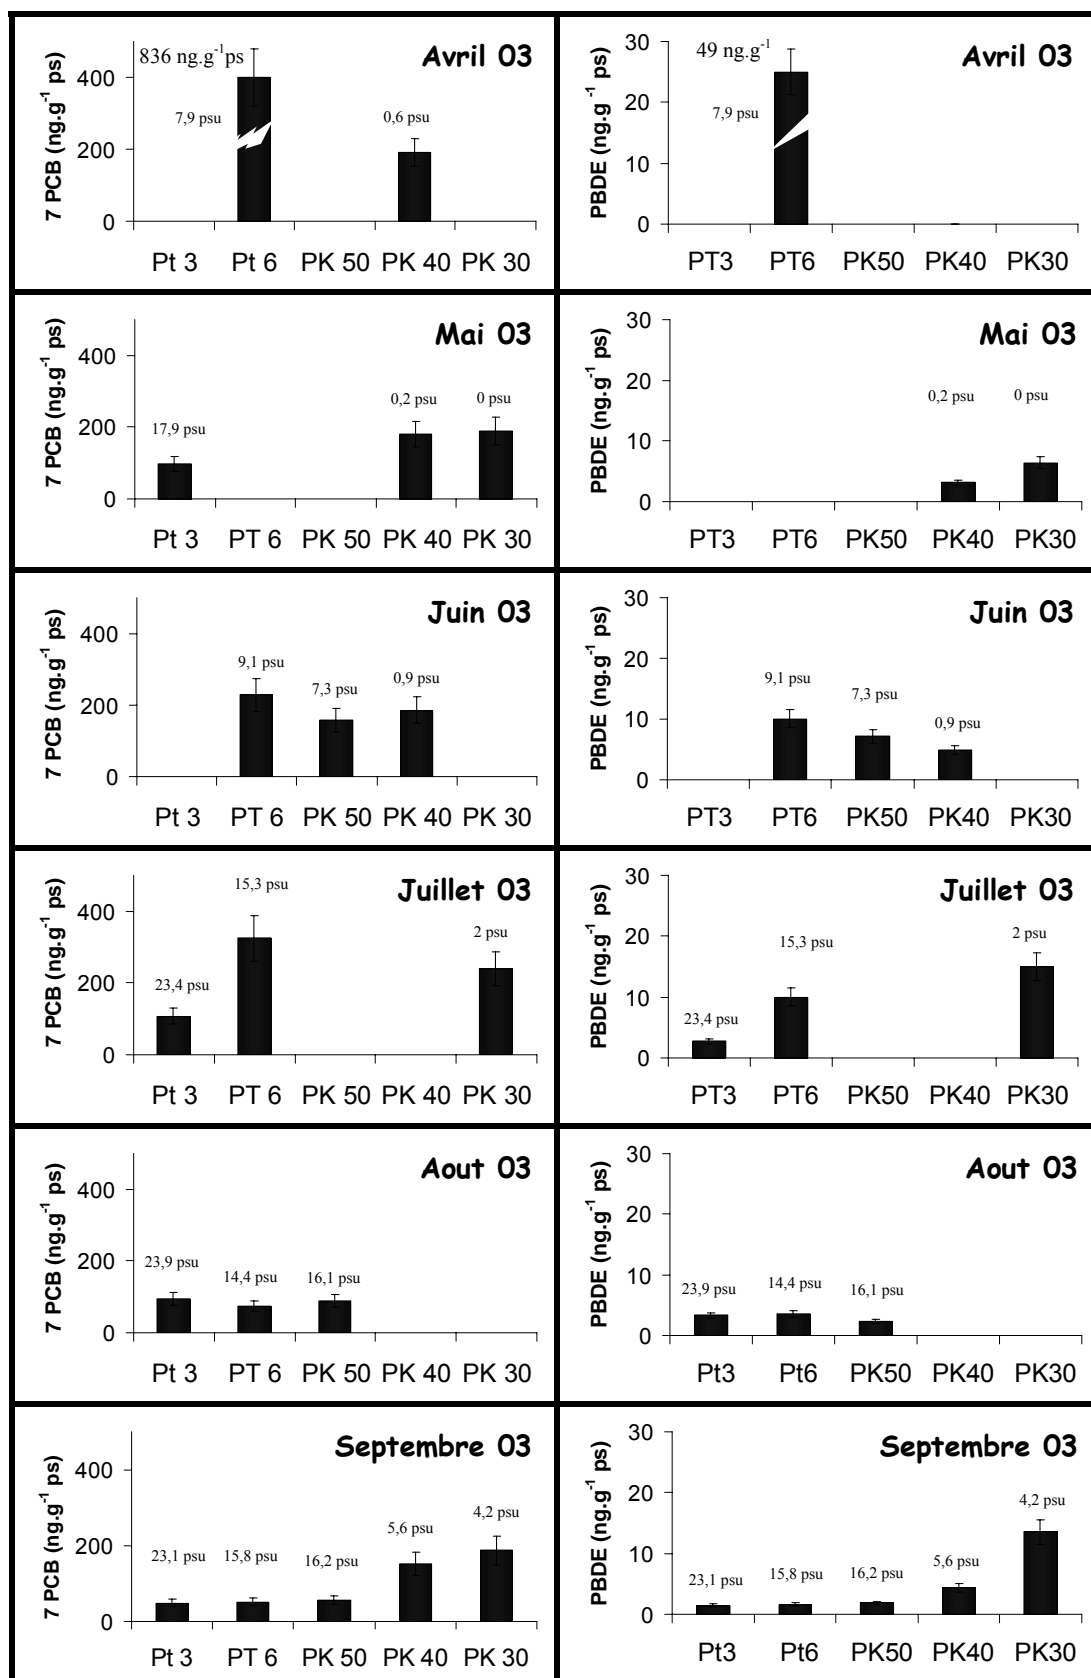 Avril 03
7 PCB (ng.g⁻¹ ps)
400
200
0
836 ng.g⁻¹ps
7,9 psu
0,6 psu
Pt 3 Pt 6 PK 50 PK 40 PK 30
Avril 03
PBDE (ng.g⁻¹ ps)
30
20
10
0
49 ng.g⁻¹
7,9 psu
PT3 PT6 PK50 PK40 PK30
Mai 03
7 PCB (ng.g⁻¹ ps)
400
200
0
17,9 psu
0,2 psu
0 psu
Pt 3 PT 6 PK 50 PK 40 PK 30
Mai 03
PBDE (ng.g⁻¹ ps)
30
20
10
0
0,2 psu
0 psu
PT3 PT6 PK50 PK40 PK30
Juin 03
7 PCB (ng.g⁻¹ ps)
400
200
0
9,1 psu
7,3 psu
0,9 psu
Pt 3 PT 6 PK 50 PK 40 PK 30
Juin 03
PBDE (ng.g⁻¹ ps)
30
20
10
0
9,1 psu
7,3 psu
0,9 psu
PT3 PT6 PK50 PK40 PK30
Juillet 03
7 PCB (ng.g⁻¹ ps)
400
200
0
23,4 psu
15,3 psu
2 psu
Pt 3 PT 6 PK 50 PK 40 PK 30
Juillet 03
PBDE (ng.g⁻¹ ps)
30
20
10
0
23,4 psu
15,3 psu
2 psu
PT3 PT6 PK50 PK40 PK30
Aout 03
7 PCB (ng.g⁻¹ ps)
400
200
0
23,9 psu
14,4 psu
16,1 psu
Pt 3 PT 6 PK 50 PK 40 PK 30
Aout 03
PBDE (ng.g⁻¹ ps)
30
20
10
0
23,9 psu
14,4 psu
16,1 psu
Pt3 Pt6 PK50 PK40 PK30
Septembre 03
7 PCB (ng.g⁻¹ ps)
400
200
0
23,1 psu
15,8 psu
16,2 psu
5,6 psu
4,2 psu
Pt 3 PT 6 PK 50 PK 40 PK 30
Septembre 03
PBDE (ng.g⁻¹ ps)
30
20
10
0
23,1 psu
15,8 psu
16,2 psu
5,6 psu
4,2 psu
Pt3 Pt6 PK50 PK40 PK30